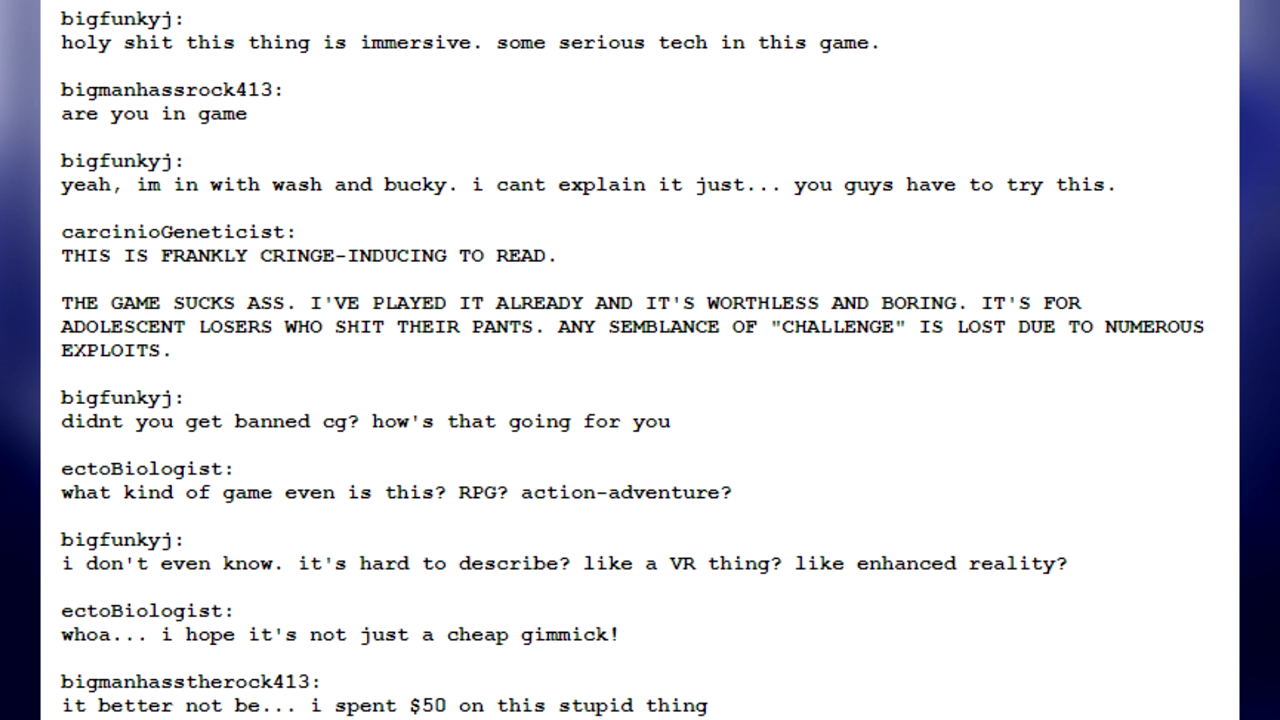 bigfunkyj:
holy shit this thing is immersive. some serious tech in this game.
bigmanhassrock413:
are you in game
bigfunkyj:
yeah, im in with wash and bucky. i cant explain it just... you guys have to try this.
carcinioGeneticist:
THIS IS FRANKLY CRINGE-INDUCING TO READ.
THE GAME SUCKS ASS. I'VE PLAYED IT ALREADY AND IT'S WORTHLESS AND BORING. IT'S FOR
ADOLESCENT LOSERS WHO SHIT THEIR PANTS. ANY SEMBLANCE OF "CHALLENGE" IS LOST DUE TO NUMEROUS
EXPLOITS.
bigfunkyj:
didnt you get banned cg? how's that going for you
ectoBiologist:
what kind of game even is this? RPG? action-adventure?
bigfunkyj:
i don't even know. it's hard to describe? like a VR thing? like enhanced reality?
ectoBiologist:
whoa... i hope it's not just a cheap gimmick!
bigmanhasstherock413:
it better not be... i spent $50 on this stupid thing